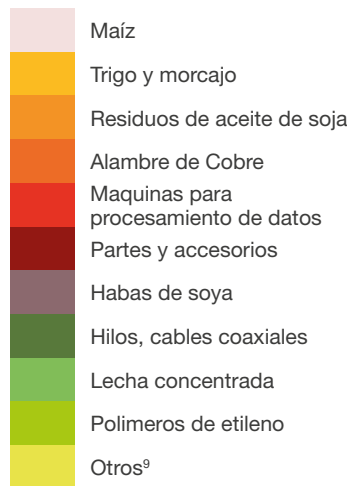 Maíz
Trigo y morcajo
Residuos de aceite de soja
Alambre de Cobre
Maquinas para
procesamiento de datos
Partes y accesorios
Habas de soya
Hilos, cables coaxiales
Lecha concentrada
Polimeros de etileno
Otros⁹